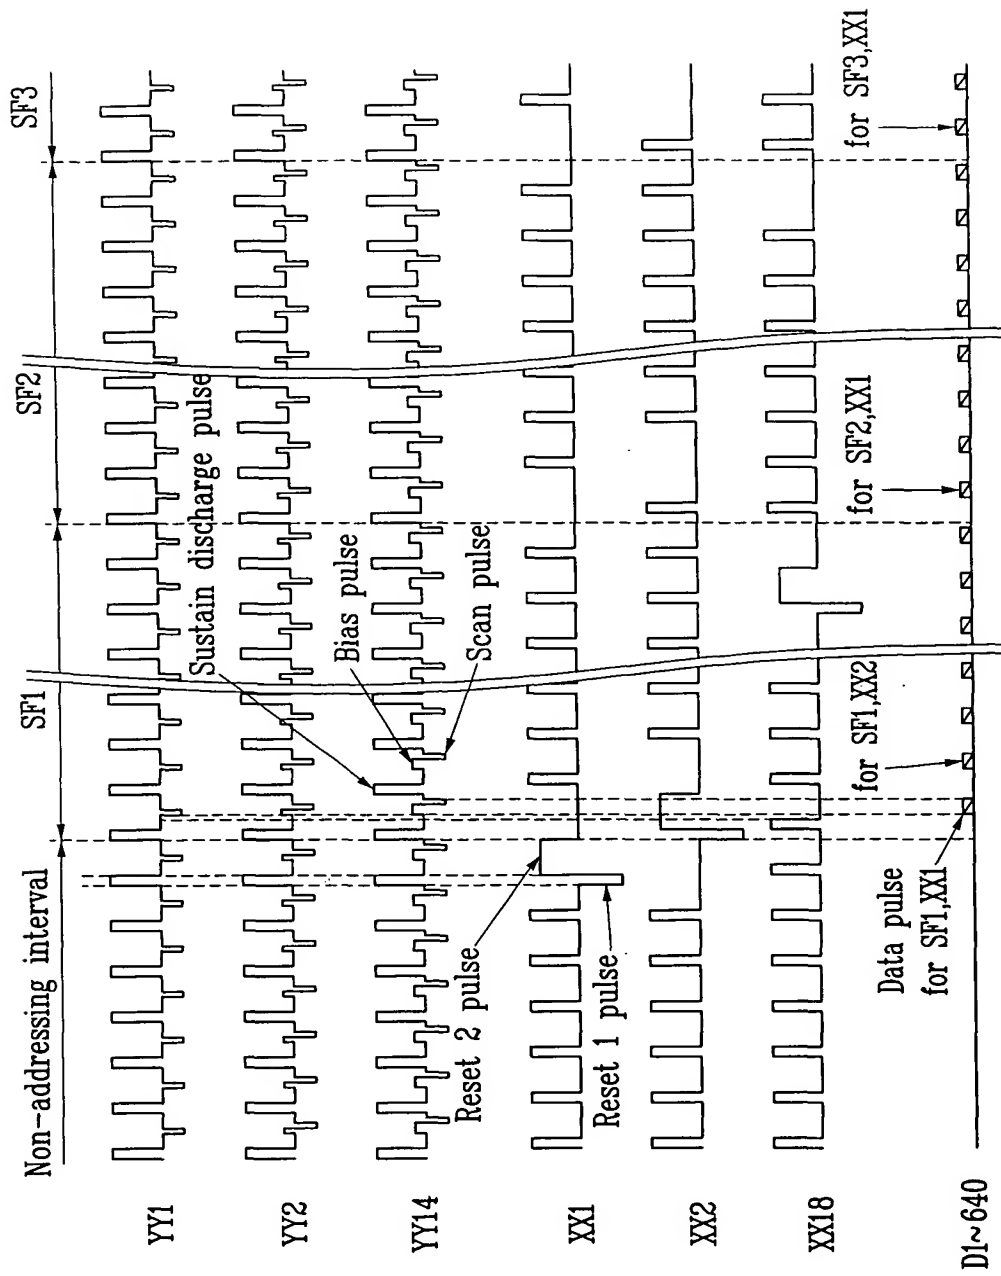 Non-addressing interval
SF1
SF2
SF3
YY1
YY2
Sustain discharge pulse
Bias pulse
YY14
Scan pulse
Reset 2 pulse
XX1
Reset 1 pulse
XX2
XX18
Data pulse
for SF1,XX1
for SF1,XX2
for SF2,XX1
for SF3,XX1
D1~640